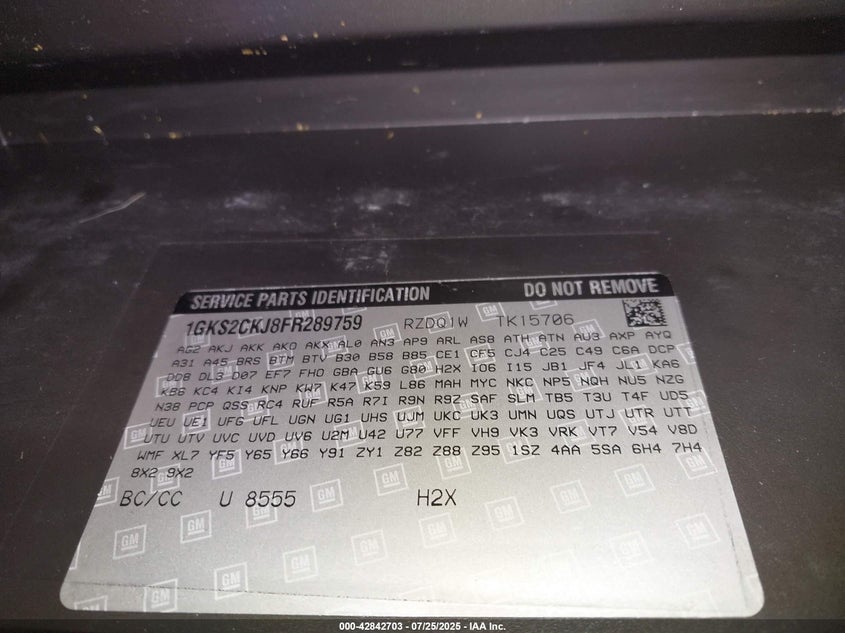 SERVICE PARTS IDENTIFICATION DO NOT REMOVE
1GKS2CKJ8FR289759 RZDQ1W TK15706
AG2 AKJ AKK AKO AKX AL0 AN3 AP9 ARL AS8 ATH ATN AU3 AXP AYQ
A31 A45 BRS BTM BTV B30 B58 B85 CE1 CF5 CJ4 C25 C49 C6A DCP
DD8 DL3 D07 EF7 FHO GBA GU6 G80 H2X IO6 I15 JB1 JF4 JL1 KA6
KB6 KC4 KI4 KNP KW7 K47 K59 L86 MAH MYC NKC NP5 NQH NU5 NZG
N38 PCP QSS RC4 RUF R5A R7I R9N R9Z SAF SLM TB5 T3U T4F UD5
UEU UE1 UFG UFL UGN UG1 UHS UJM UKC UK3 UMN UQS UTJ UTR UTT
UTU UTV UVC UVD UV6 U2M U42 U77 VFF VH9 VK3 VRK VT7 V54 V8D
WMF XL7 YF5 Y65 Y66 Y91 ZY1 Z82 Z88 Z95 1SZ 4AA 5SA 6H4 7H4
8X2 9X2
BC/CC U 8555 H2X
GM
000-42842703 - 07/25/2025 - IAA Inc.